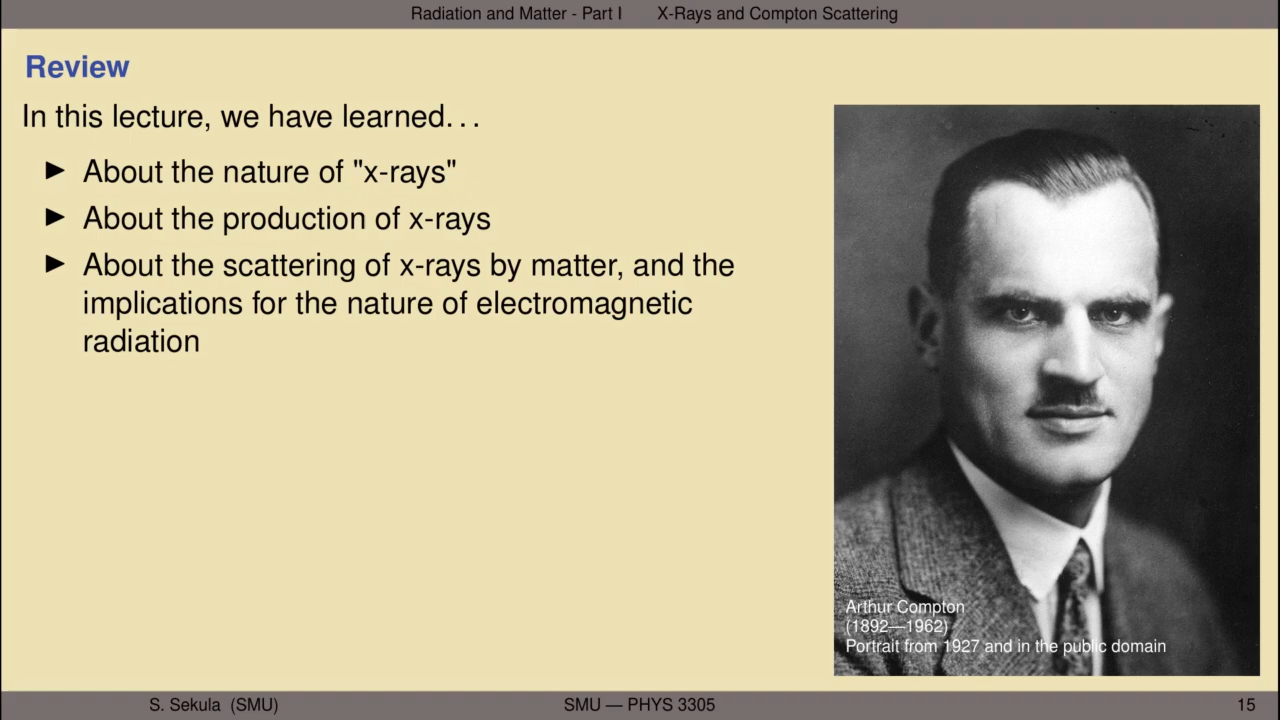 Radiation and Matter - Part I X-Rays and Compton Scattering
Review
In this lecture, we have learned. . .
► About the nature of "x-rays"
► About the production of x-rays
► About the scattering of x-rays by matter, and the
implications for the nature of electromagnetic
radiation
Arthur Compton
(1892—1962)
Portrait from 1927 and in the public domain
S. Sekula (SMU) SMU — PHYS 3305 15